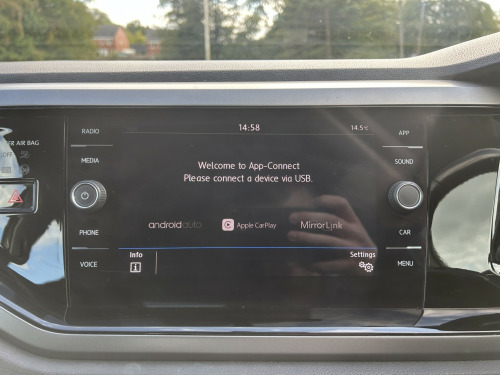 14:58
14.5°C
RADIO
MEDIA
PHONE
VOICE
Welcome to App-Connect
Please connect a device via USB.
androidauto
Apple CarPlay
MirrorLink
Info
i
Settings
APP
SOUND
CAR
MENU
AIR BAG
OFF